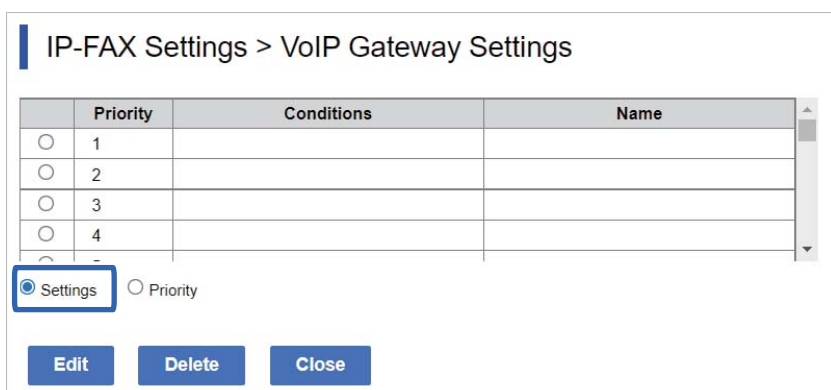 IP-FAX Settings > VoIP Gateway Settings
Priority Conditions Name
1
2
3
4
Settings Priority
Edit Delete Close